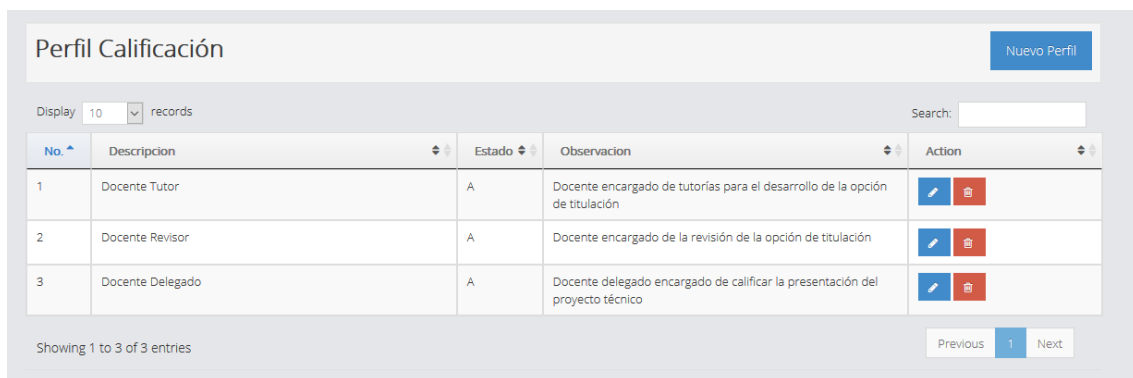 Perfil Calificación
Nuevo Perfil
Display 10 records
Search:
No. Descripcion Estado Observacion Action
1 Docente Tutor A Docente encargado de tutorías para el desarrollo de la opción
de titulación
2 Docente Revisor A Docente encargado de la revisión de la opción de titulación
3 Docente Delegado A Docente delegado encargado de calificar la presentación del
proyecto técnico
Showing 1 to 3 of 3 entries
Previous 1 Next